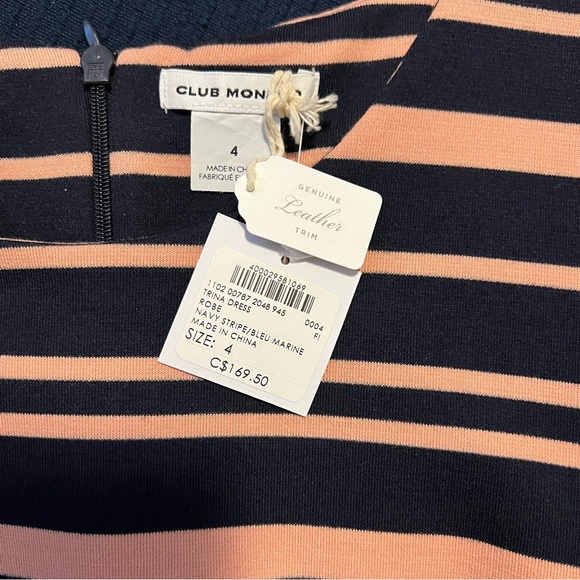 CLUB MON
4
MADE IN CH
FABRIQUÉ E
GENUINE
Leather
TRIM
400029581069
1102 00787 2048 945 0004
TRINA DRESS FI
ROBE
NAVY STRIPE/BLEU MARINE
MADE IN CHINA
SIZE: 4
C$169.50